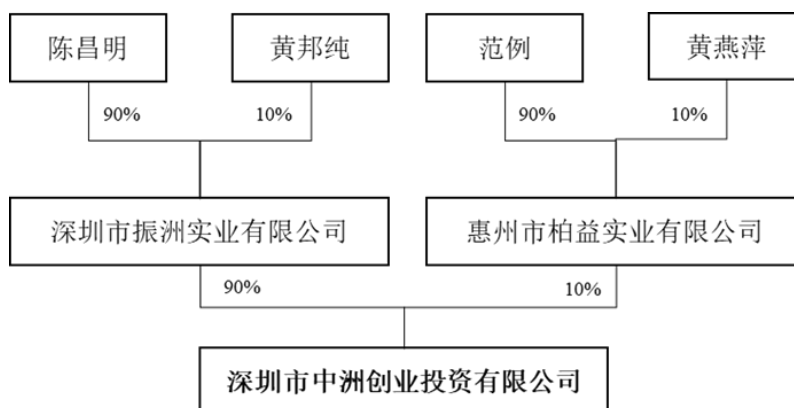 陈昌明
黄邦纯
范例
黄燕萍
90%
10%
90%
10%
深圳市振洲实业有限公司
惠州市柏益实业有限公司
90%
10%
深圳市中洲创业投资有限公司